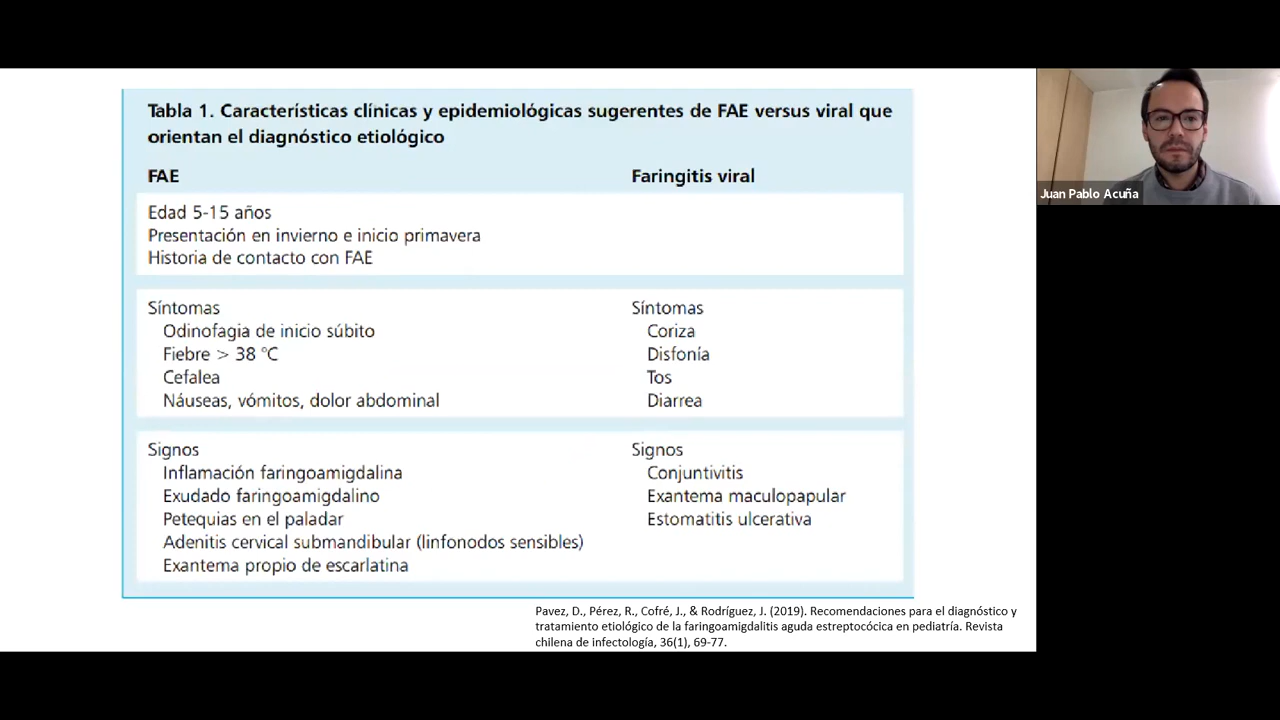 Tabla 1. Características clínicas y epidemiológicas sugerentes de FAE versus viral que
orientan el diagnóstico etiológico
FAE
Faringitis viral
Edad 5-15 años
Presentación en invierno e inicio primavera
Historia de contacto con FAE
Síntomas
Odinofagia de inicio súbito
Fiebre > 38 °C
Cefalea
Náuseas, vómitos, dolor abdominal
Síntomas
Coriza
Disfonía
Tos
Diarrea
Signos
Inflamación faringoamigdalina
Exudado faringoamigdalino
Petequias en el paladar
Adenitis cervical submandibular (linfonodos sensibles)
Exantema propio de escarlatina
Signos
Conjuntivitis
Exantema maculopapular
Estomatitis ulcerativa
Pavez, D., Pérez, R., Cofré, J., & Rodríguez, J. (2019). Recomendaciones para el diagnóstico y
tratamiento etiológico de la faringoamigdalitis aguda estreptocócica en pediatría. Revista
chilena de infectología, 36(1), 69-77.
Juan Pablo Acuña